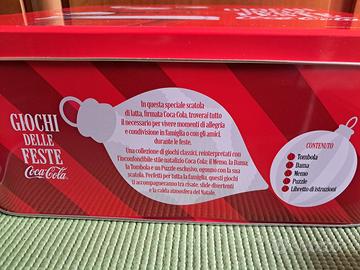 GIOCHI
DELLE
FESTE
Coca-Cola
In questa speciale scatola
di latta, firmata Coca Cola, troverai tutto
il necessario per vivere momenti di allegria
e condivisione in famiglia o con gli amici,
durante le feste.
Una collezione di giochi classici, reinterpretati con
l'inconfondibile stile natalizio Coca Cola: il Memo, la Dama,
la Tombola e un Puzzle esclusivo, ognuno con la sua
scatola. Perfetti per tutta la famiglia, questi giochi
ti accompagneranno tra risate, sfide divertenti
e la calda atmosfera del Natale.
CONTENUTO
Tombola
Dama
Memo
Puzzle
Libretto di istruzioni